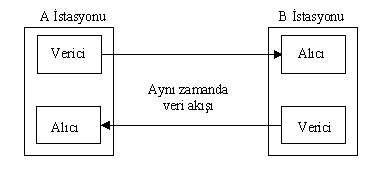 A İstasyonu
B İstasyonu
Verici
Alıcı
Aynı zamanda
veri akışı
Alıcı
Verici